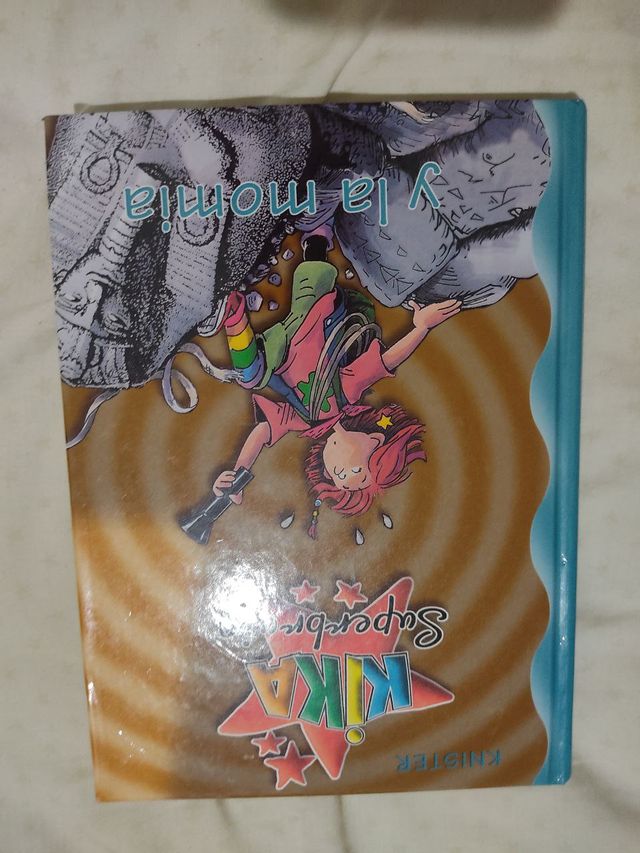 KNISTER
KIKA
Superbruja
y la momia